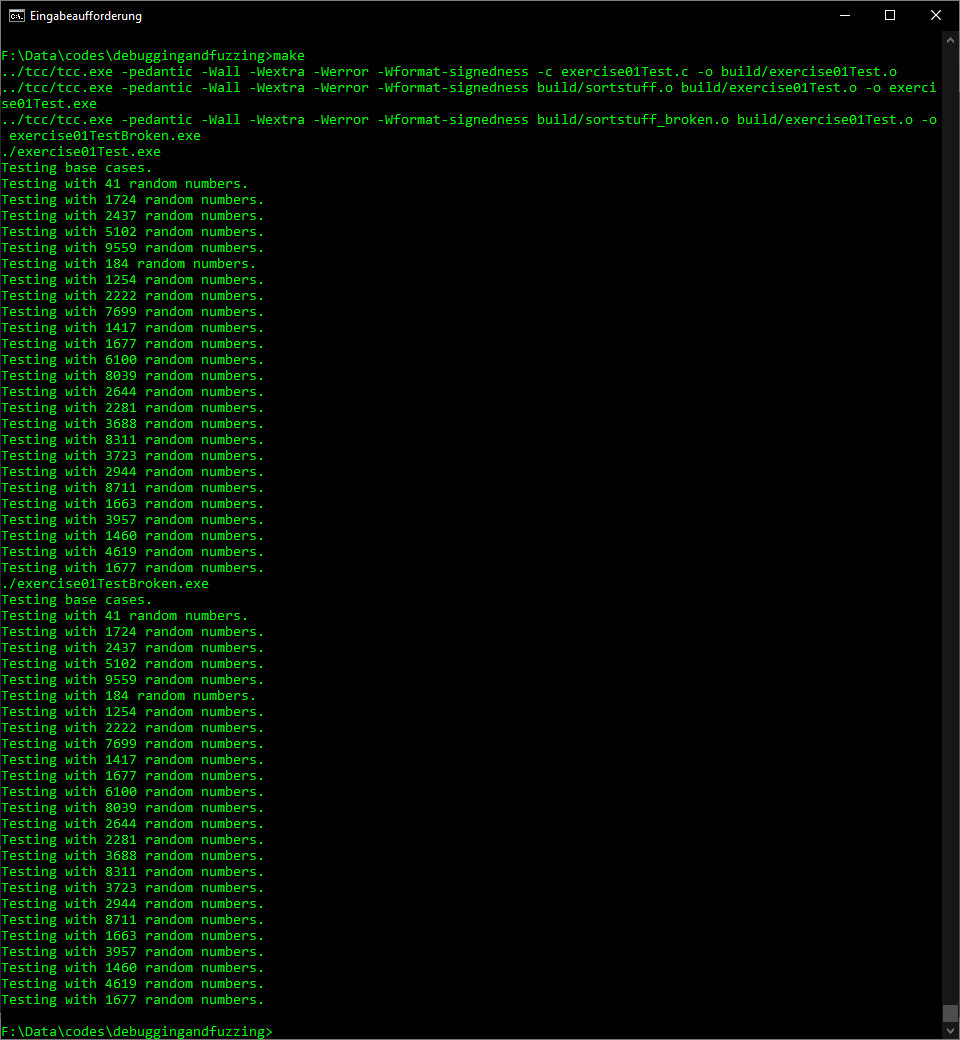 Eingabeaufforderung
F:\Data\codes\debuggingandfuzzing>make
../tcc/tcc.exe -pedantic -Wall -Wextra -Werror -Wformat-signedness -c exercise01Test.c -o build/exercise01Test.o
../tcc/tcc.exe -pedantic -Wall -Wextra -Werror -Wformat-signedness build/sortstuff.o build/exercise01Test.o -o exerci
se01Test.exe
../tcc/tcc.exe -pedantic -Wall -Wextra -Werror -Wformat-signedness build/sortstuff_broken.o build/exercise01Test.o -o
 exercise01TestBroken.exe
./exercise01Test.exe
Testing base cases.
Testing with 41 random numbers.
Testing with 1724 random numbers.
Testing with 2437 random numbers.
Testing with 5102 random numbers.
Testing with 9559 random numbers.
Testing with 184 random numbers.
Testing with 1254 random numbers.
Testing with 2222 random numbers.
Testing with 7699 random numbers.
Testing with 1417 random numbers.
Testing with 1677 random numbers.
Testing with 6100 random numbers.
Testing with 8039 random numbers.
Testing with 2644 random numbers.
Testing with 2281 random numbers.
Testing with 3688 random numbers.
Testing with 8311 random numbers.
Testing with 3723 random numbers.
Testing with 2944 random numbers.
Testing with 8711 random numbers.
Testing with 1663 random numbers.
Testing with 3957 random numbers.
Testing with 1460 random numbers.
Testing with 4619 random numbers.
Testing with 1677 random numbers.
./exercise01TestBroken.exe
Testing base cases.
Testing with 41 random numbers.
Testing with 1724 random numbers.
Testing with 2437 random numbers.
Testing with 5102 random numbers.
Testing with 9559 random numbers.
Testing with 184 random numbers.
Testing with 1254 random numbers.
Testing with 2222 random numbers.
Testing with 7699 random numbers.
Testing with 1417 random numbers.
Testing with 1677 random numbers.
Testing with 6100 random numbers.
Testing with 8039 random numbers.
Testing with 2644 random numbers.
Testing with 2281 random numbers.
Testing with 3688 random numbers.
Testing with 8311 random numbers.
Testing with 3723 random numbers.
Testing with 2944 random numbers.
Testing with 8711 random numbers.
Testing with 1663 random numbers.
Testing with 3957 random numbers.
Testing with 1460 random numbers.
Testing with 4619 random numbers.
Testing with 1677 random numbers.
F:\Data\codes\debuggingandfuzzing>